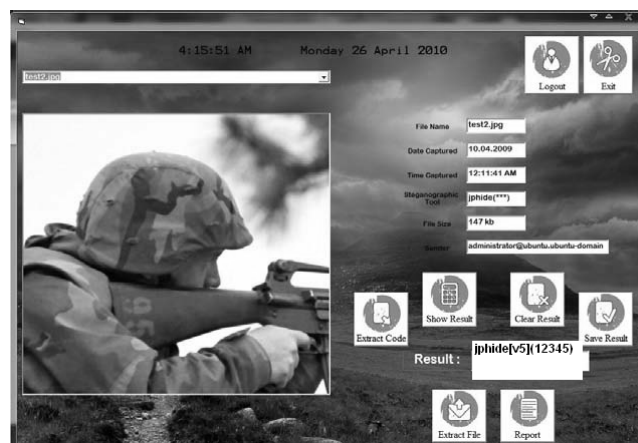 4:15:51 AM Monday 26 April 2010
test2.jpg
Logout
Exit
File Name test2.jpg
Date Captured 10.04.2009
Time Captured 12:11:41 AM
Steganographic
Tool jphide(***)
File Size 147 kb
Sender administrator@ubuntu.ubuntu-domain
Extract Code
Show Result
Clear Result
Save Result
Result : jphide[v5](12345)
Extract File
Report